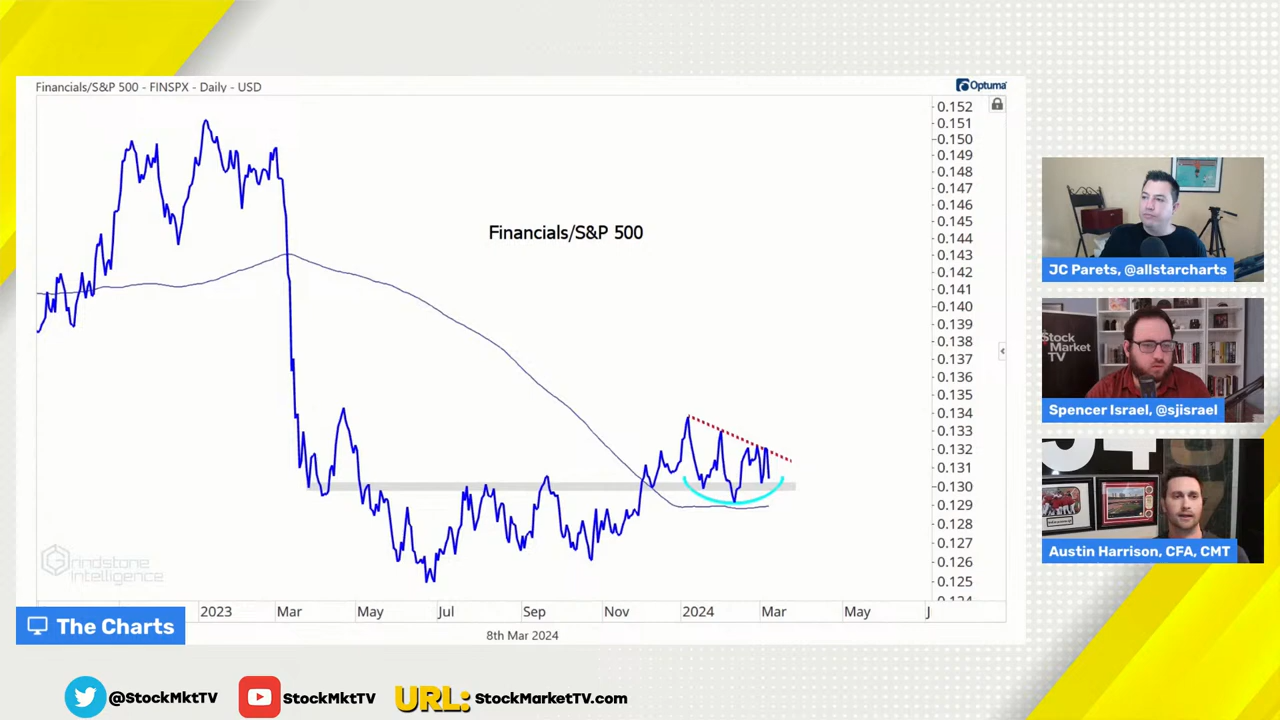 Financials/S&P 500 - FINSPX - Daily - USD
Optuma
0.152
0.151
0.150
0.149
0.148
0.147
0.146
0.145
0.144
0.143
0.142
0.141
0.140
0.139
0.138
0.137
0.136
0.135
0.134
0.133
0.132
0.131
0.130
0.129
0.128
0.127
0.126
0.125
0.124
Financials/S&P 500
Grindstone
Intelligence
2023 Mar May Jul Sep Nov 2024 Mar May J
8th Mar 2024
The Charts
JC Parets, @allstarcharts
Stock
Market
TV
Spencer Israel, @sjisrael
Austin Harrison, CFA, CMT
@StockMktTV
StockMktTV
URL: StockMarketTV.com